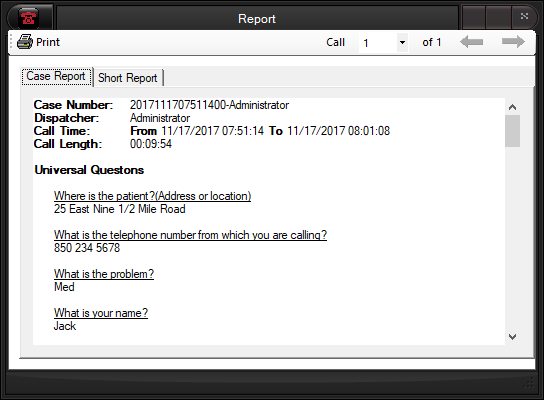 Report
Print Call 1 of 1
Case Report Short Report
Case Number: 2017111707511400-Administrator
Dispatcher: Administrator
Call Time: From 11/17/2017 07:51:14 To 11/17/2017 08:01:08
Call Length: 00:09:54
Universal Questons
Where is the patient?(Address or location)
25 East Nine 1/2 Mile Road
What is the telephone number from which you are calling?
850 234 5678
What is the problem?
Med
What is your name?
Jack